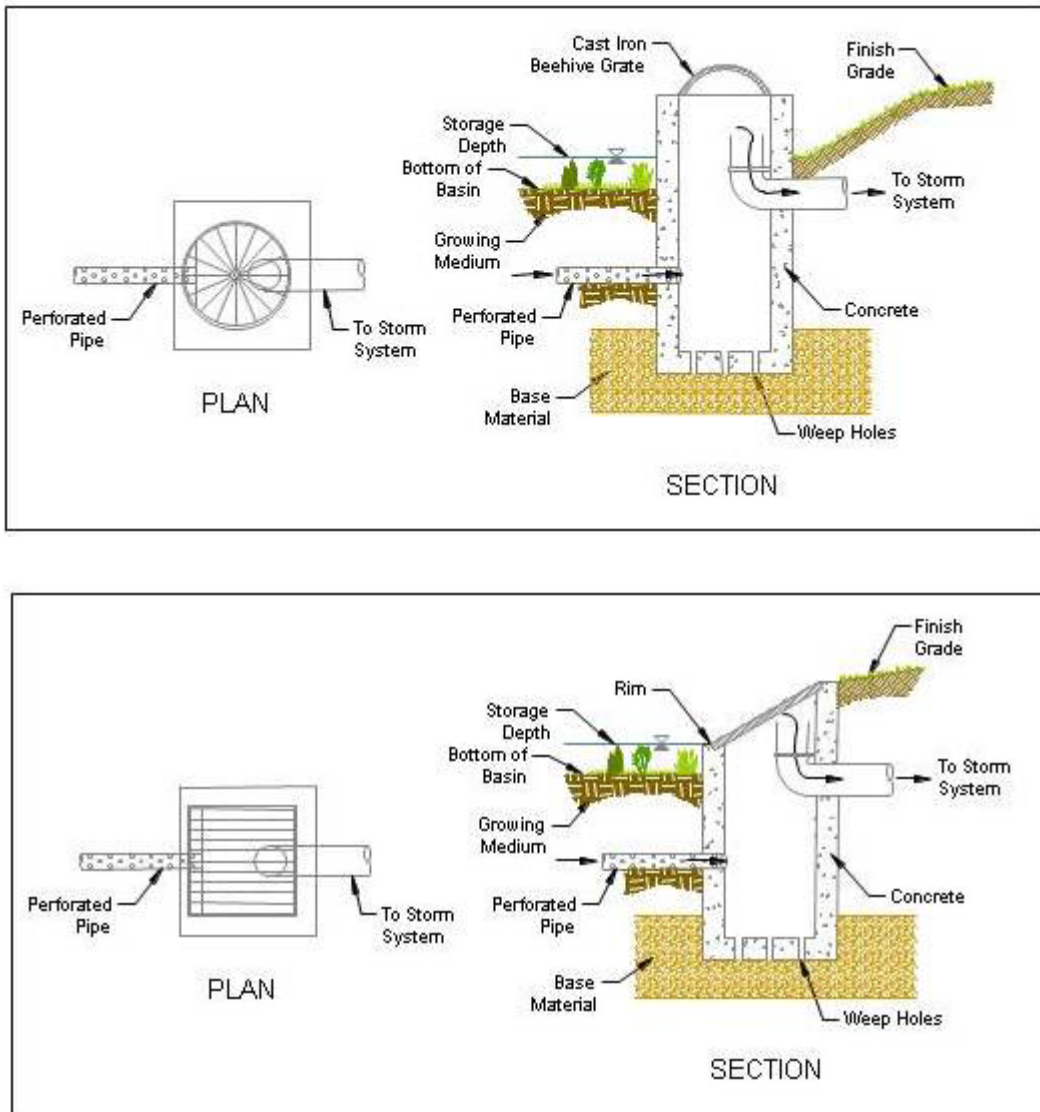 Cast Iron
Beehive Grate
Finish
Grade
Storage
Depth
Bottom of
Basin
To Storm
System
Growing
Medium
Perforated
Pipe
Concrete
Perforated
Pipe
To Storm
System
Base
Material
Weep Holes
PLAN
SECTION
Finish
Grade
Rim
Storage
Depth
Bottom of
Basin
To Storm
System
Growing
Medium
Perforated
Pipe
Concrete
Perforated
Pipe
To Storm
System
Base
Material
Weep Holes
PLAN
SECTION